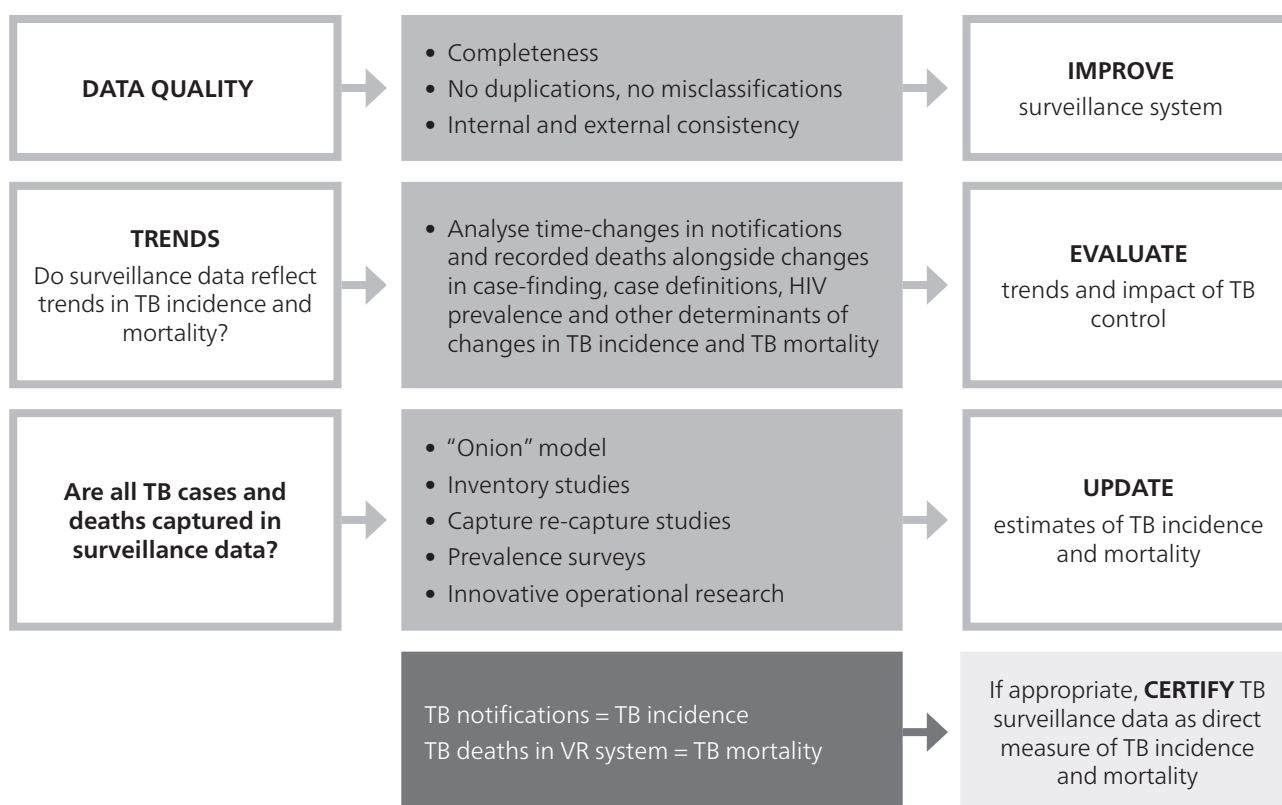 DATA QUALITY
• Completeness
• No duplications, no misclassifications
• Internal and external consistency
IMPROVE
surveillance system
TRENDS
Do surveillance data reflect
trends in TB incidence and
mortality?
• Analyse time-changes in notifications
and recorded deaths alongside changes
in case-finding, case definitions, HIV
prevalence and other determinants of
changes in TB incidence and TB mortality
EVALUATE
trends and impact of TB
control
Are all TB cases and
deaths captured in
surveillance data?
• “Onion” model
• Inventory studies
• Capture re-capture studies
• Prevalence surveys
• Innovative operational research
UPDATE
estimates of TB incidence
and mortality
TB notifications = TB incidence
TB deaths in VR system = TB mortality
If appropriate, CERTIFY TB
surveillance data as direct
measure of TB incidence
and mortality